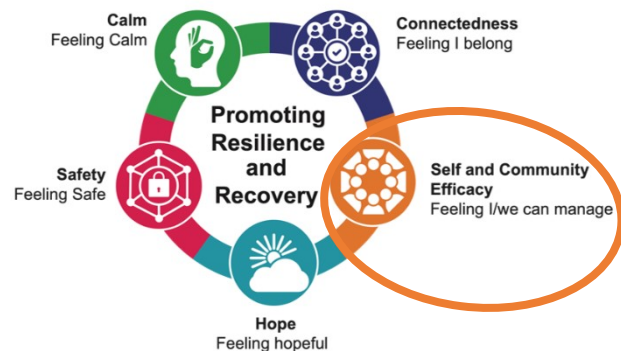 Calm
Feeling Calm
Connectedness
Feeling I belong
Promoting
Resilience
and
Recovery
Safety
Feeling Safe
Self and Community
Efficacy
Feeling I/we can manage
Hope
Feeling hopeful